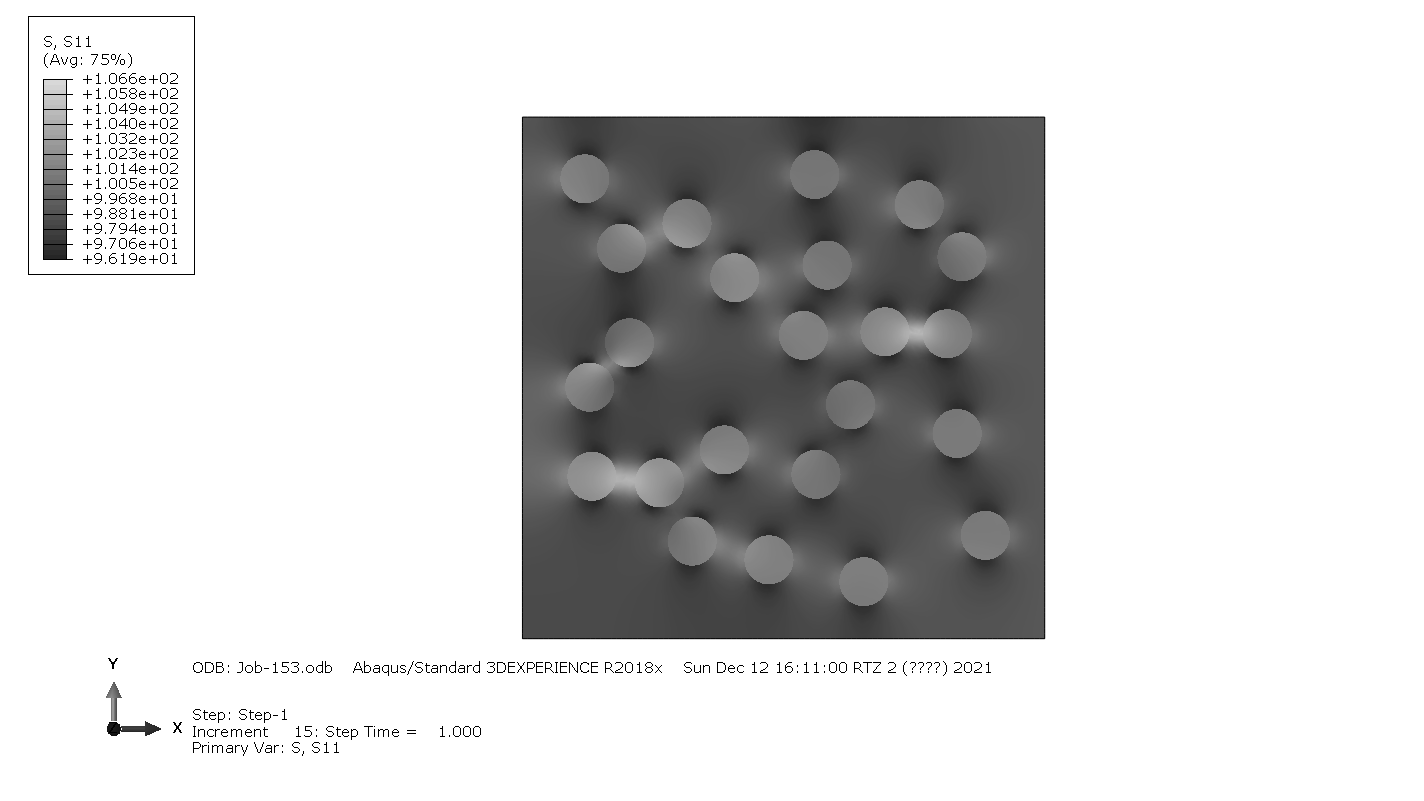 S, S11
(Avg: 75%)
+1.066e+02
+1.058e+02
+1.049e+02
+1.040e+02
+1.032e+02
+1.023e+02
+1.014e+02
+1.005e+02
+9.968e+01
+9.881e+01
+9.794e+01
+9.706e+01
+9.619e+01
Y
X
ODB: Job-153.odb    Abaqus/Standard 3DEXPERIENCE R2018x    Sun Dec 12 16:11:00 RTZ 2 (????) 2021
Step: Step-1
Increment     15: Step Time =    1.000
Primary Var: S, S11